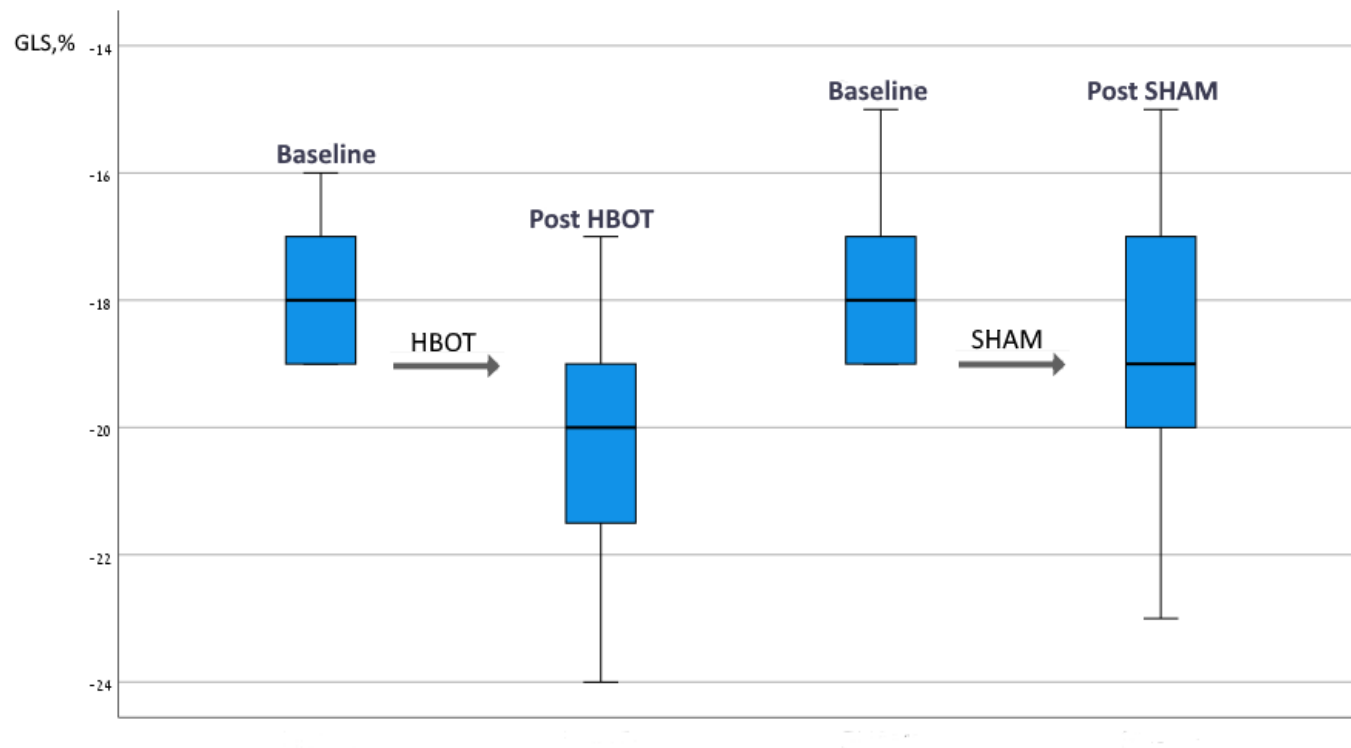 GLS,%
-14
-16
-18
-20
-22
-24
Baseline
Post HBOT
HBOT
Baseline
Post SHAM
SHAM